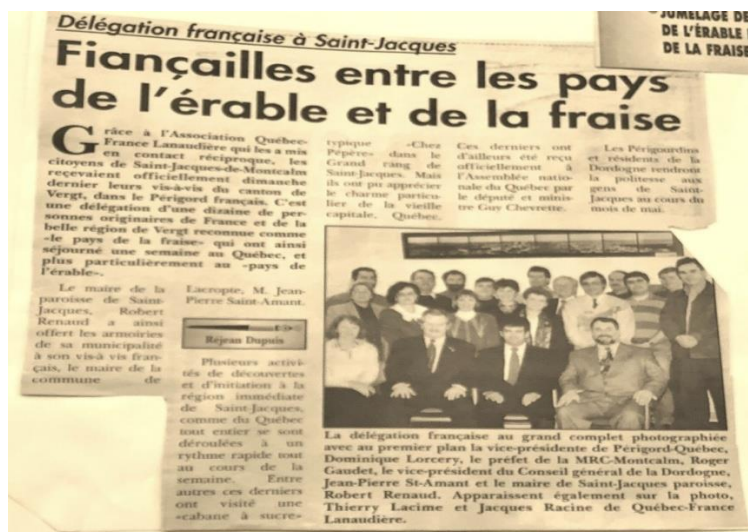 Délégation française à Saint-Jacques
Fiançailles entre les pays
de l'érable et de la fraise
Grâce à l'Association Québec-
France Lanaudière qui les a mis
en contact réciproque, les
citoyens de Saint-Jacques-de-Montcalm
reçevaient officiellement dimanche
dernier leurs vis-à-vis du canton de
Vergt, dans le Périgord français. C'est
une délégation d'une dizaine de per-
sonnes originaires de France et de la
belle région de Vergt reconnue comme
«le pays de la fraise» qui ont ainsi
séjourné une semaine au Québec, et
plus particulièrement au «pays de
l'érable».
Le maire de la
paroisse de Saint-
Jacques, Robert
Renaud a ainsi
offert les armoiries
de sa municipalité
à son vis-à vis fran-
çais, le maire de la
commune de
Lacropte, M. Jean-
Pierre Saint-Amant.
Réjean Dupuis
Plusieurs activi-
tés de découvertes
et d'initiation à la
région immédiate
de Saint-Jacques,
comme du Québec
tout entier se sont
déroulées à un
rythme rapide tout
au cours de la
semaine. Entre
autres ces derniers
ont visité une
«cabane à sucre»
typique «Chez
Pépère» dans le
Grand rang de
Saint-Jacques. Mais
ils ont pu apprécier
le charme particu-
lier de la vieille
capitale, Québec.
Ces derniers ont
d'ailleurs été reçu
officiellement à
l'Assemblée natio-
nale du Québec par
le député et minis-
tre Guy Chevrette.
Les Périgourdins
et résidents de la
Dordogne rendront
la politesse aux
gens de Saint-
Jacques au cours du
mois de mai.
La délégation française au grand complet photographiée
avec au premier plan la vice-présidente de Périgord-Québec,
Dominique Lorcery, le préfet de la MRC-Montcalm, Roger
Gaudet, le vice-président du Conseil général de la Dordogne,
Jean-Pierre St-Amant et le maire de Saint-Jacques paroisse,
Robert Renaud. Apparaissent également sur la photo,
Thierry Lacime et Jacques Racine de Québec-France
Lanaudière.
JUMELAGE DE
DE L'ÉRABLE
DE LA FRAISE